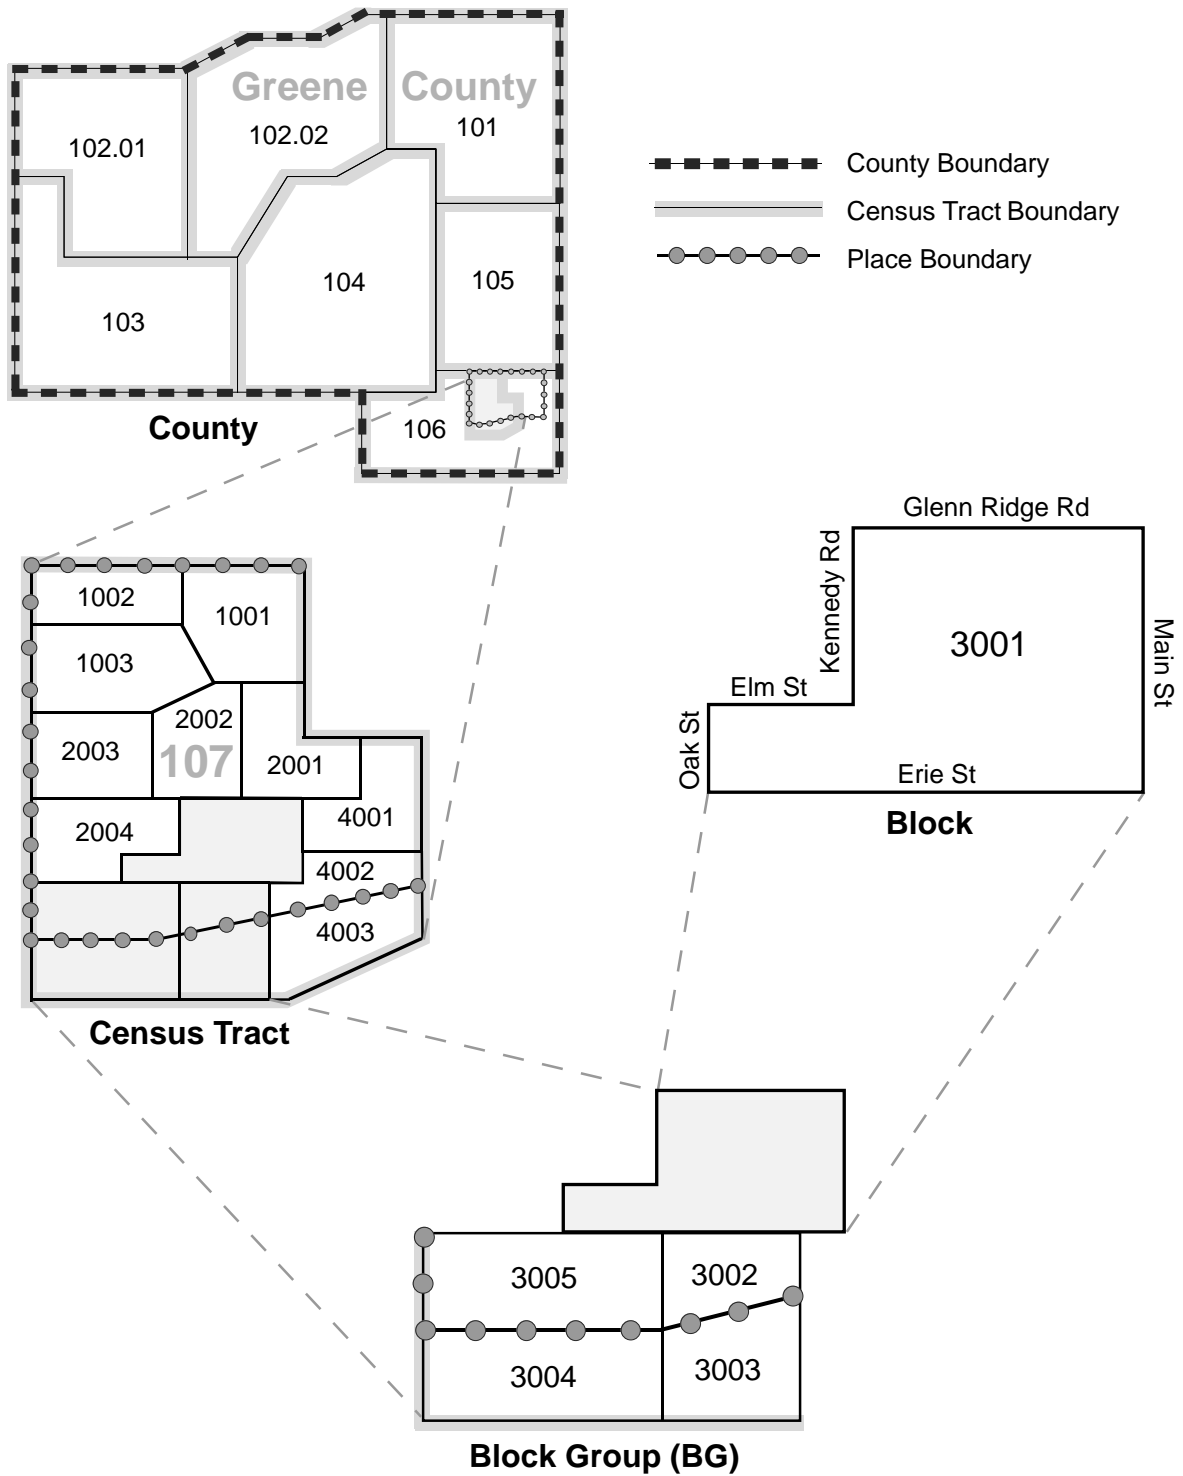 Greene County
102.01
102.02
101
103
104
105
106
County
County Boundary
Census Tract Boundary
Place Boundary
1002
1001
1003
2003
2002
107
2001
2004
4001
4002
4003
Census Tract
Glenn Ridge Rd
Kennedy Rd
3001
Main St
Elm St
Oak St
Erie St
Block
3005
3002
3004
3003
Block Group (BG)